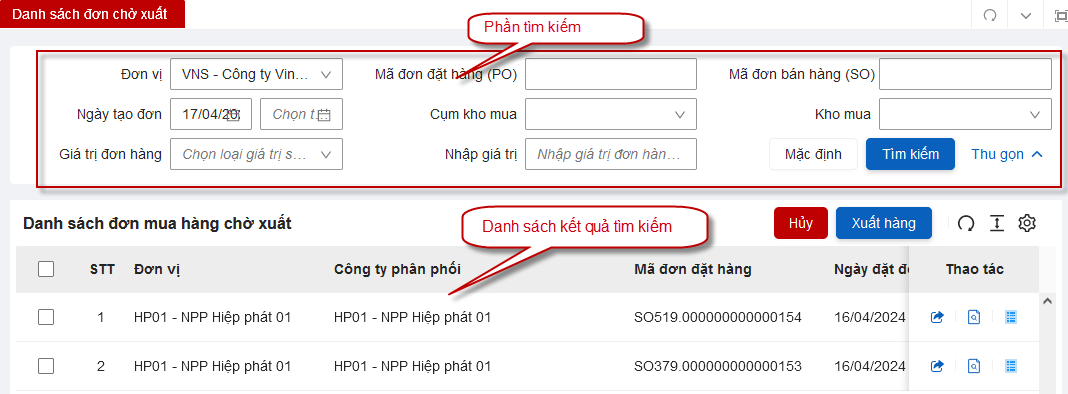 Danh sách đơn chờ xuất
Phần tìm kiếm
Đơn vị VNS - Công ty Vin... Mã đơn đặt hàng (PO) Mã đơn bán hàng (SO)
Ngày tạo đơn 17/04/20 Chọn t Cụm kho mua Kho mua
Giá trị đơn hàng Chọn loại giá trị s... Nhập giá trị Nhập giá trị đơn hàn... Mặc định Tìm kiếm Thu gọn
Danh sách đơn mua hàng chờ xuất Danh sách kết quả tìm kiếm Hủy Xuất hàng
STT Đơn vị Công ty phân phối Mã đơn đặt hàng Ngày đặt đ Thao tác
1 HP01 - NPP Hiệp phát 01 HP01 - NPP Hiệp phát 01 SO519.000000000000154 16/04/2024
2 HP01 - NPP Hiệp phát 01 HP01 - NPP Hiệp phát 01 SO379.000000000000153 16/04/2024